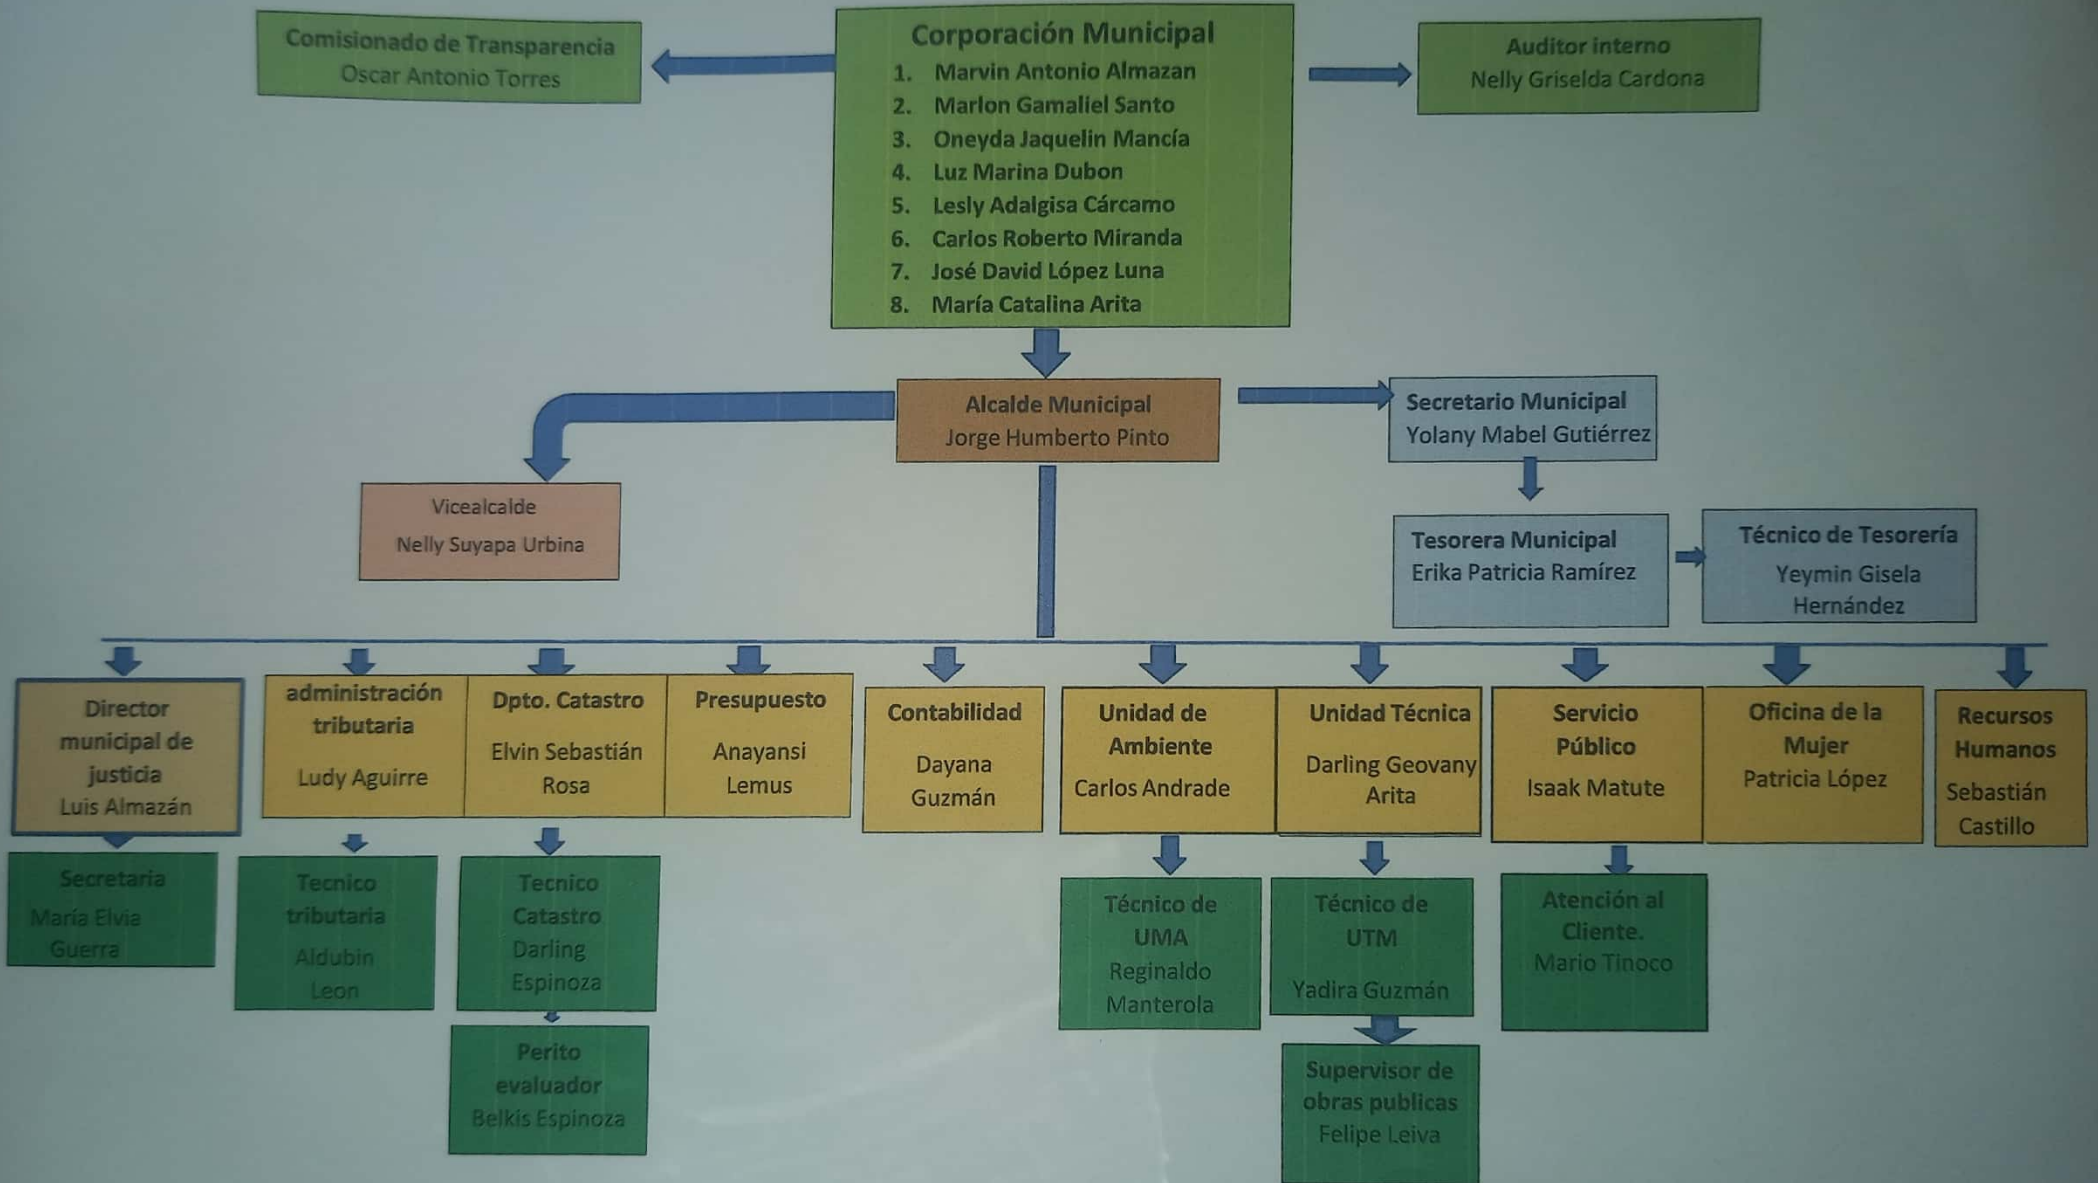 Comisionado de Transparencia
Oscar Antonio Torres
Corporación Municipal
1. Marvin Antonio Almazan
2. Marlon Gamaliel Santo
3. Oneyda Jaquelin Mancía
4. Luz Marina Dubon
5. Lesly Adalgisa Cárcamo
6. Carlos Roberto Miranda
7. José David López Luna
8. María Catalina Arita
Auditor interno
Nelly Griselda Cardona
Alcalde Municipal
Jorge Humberto Pinto
Secretario Municipal
Yolany Mabel Gutiérrez
Vicealcalde
Nelly Suyapa Urbina
Tesorera Municipal
Erika Patricia Ramírez
Técnico de Tesorería
Yeymin Gisela
Hernández
Director
municipal de
justicia
Luis Almazán
administración
tributaria
Ludy Aguirre
Dpto. Catastro
Elvin Sebastián
Rosa
Presupuesto
Anayansi
Lemus
Contabilidad
Dayana
Guzmán
Unidad de
Ambiente
Carlos Andrade
Unidad Técnica
Darling Geovany
Arita
Servicio
Público
Isaak Matute
Oficina de la
Mujer
Patricia López
Recursos
Humanos
Sebastián
Castillo
Secretaria
María Elvia
Guerra
Tecnico
tributaria
Aldubin
Leon
Tecnico
Catastro
Darling
Espinoza
Técnico de
UMA
Reginaldo
Manterola
Técnico de
UTM
Yadira Guzmán
Atención al
Cliente.
Mario Tinoco
Perito
evaluador
Belkis Espinoza
Supervisor de
obras publicas
Felipe Leiva